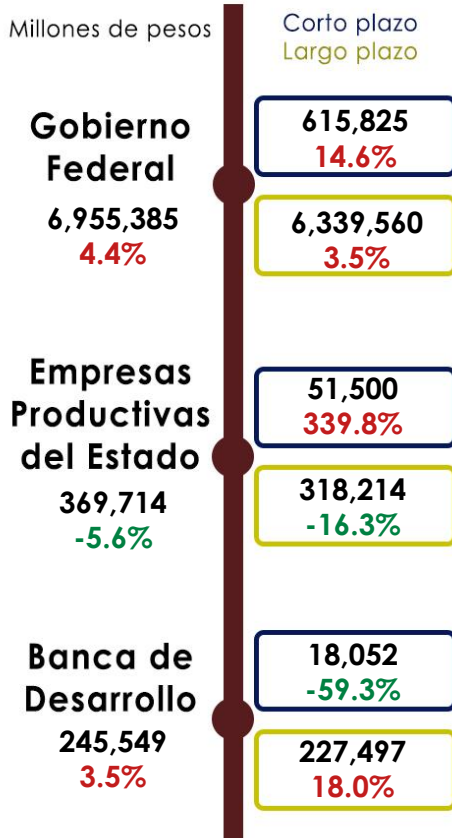 Millones de pesos
Corto plazo
Largo plazo
Gobierno
Federal
6,955,385
4.4%
615,825
14.6%
6,339,560
3.5%
Empresas
Productivas
del Estado
369,714
-5.6%
51,500
339.8%
318,214
-16.3%
Banca de
Desarrollo
245,549
3.5%
18,052
-59.3%
227,497
18.0%